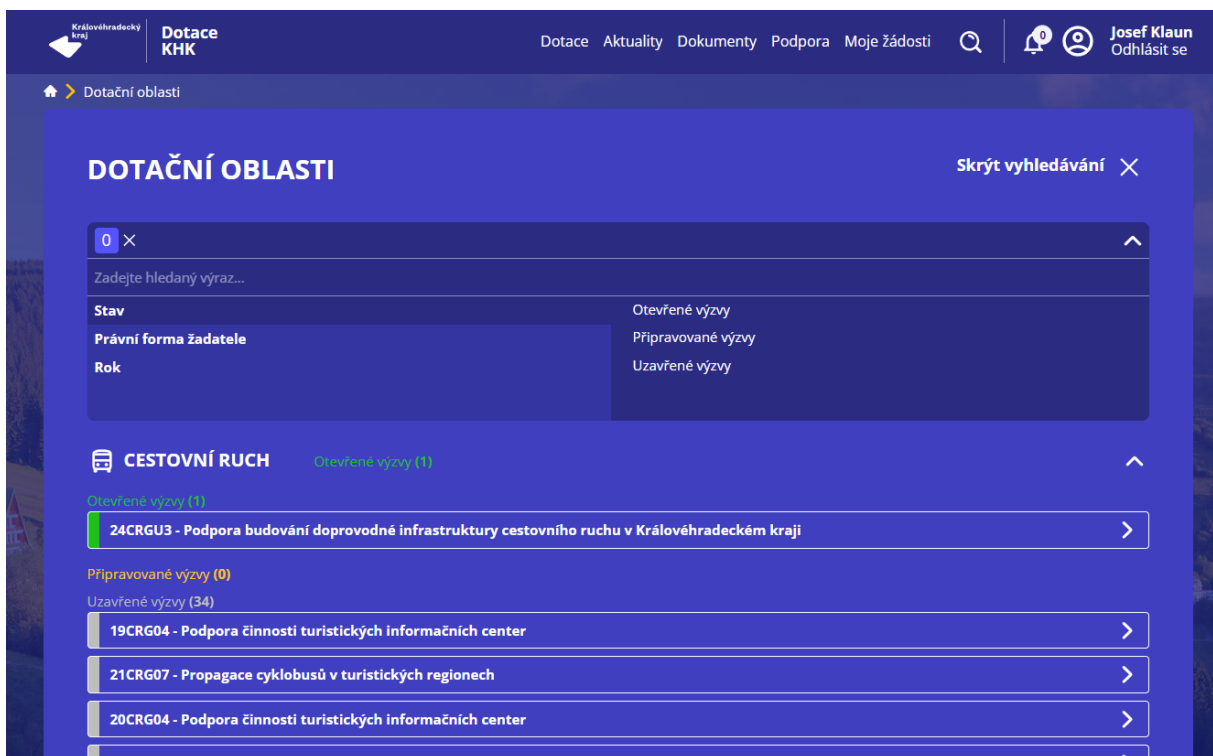 Královéhradecký
kraj
Dotace
KHK
Dotace Aktuality Dokumenty Podpora Moje žádosti
0
Josef Klaun
Odhlásit se
Dotační oblasti
DOTAČNÍ OBLASTI
Skrýt vyhledávání
0
Zadejte hledaný výraz...
Stav
Právní forma žadatele
Rok
Otevřené výzvy
Připravované výzvy
Uzavřené výzvy
CESTOVNÍ RUCH Otevřené výzvy (1)
Otevřené výzvy (1)
24CRGU3 - Podpora budování doprovodné infrastruktury cestovního ruchu v Královéhradeckém kraji
Připravované výzvy (0)
Uzavřené výzvy (34)
19CRG04 - Podpora činnosti turistických informačních center
21CRG07 - Propagace cyklobusů v turistických regionech
20CRG04 - Podpora činnosti turistických informačních center